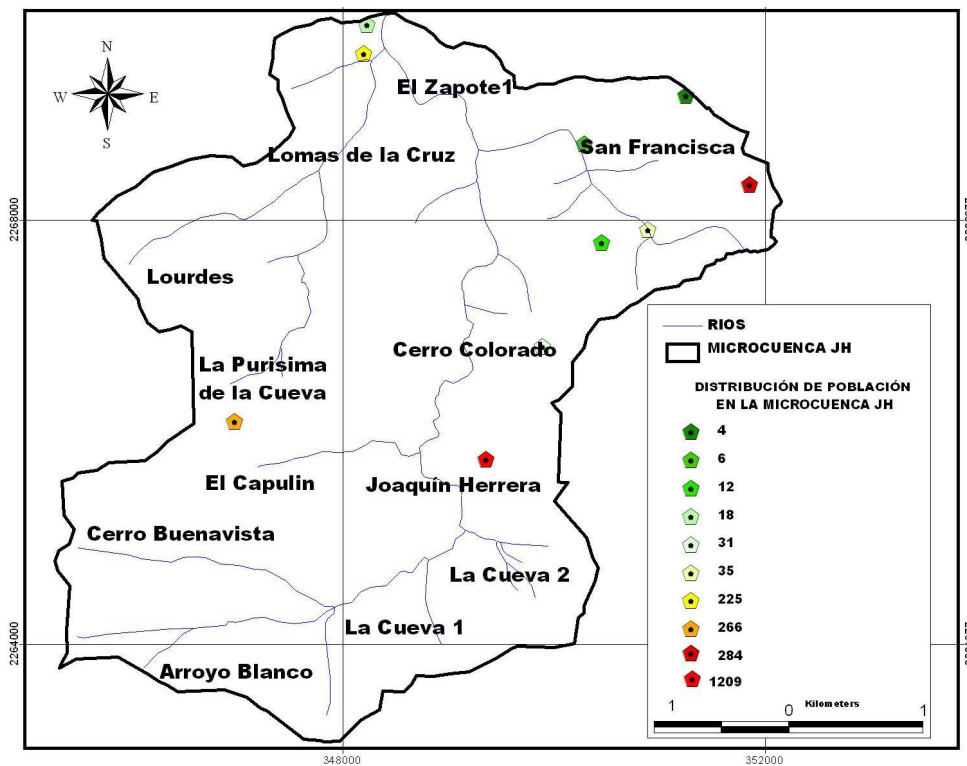 N
W E
S
El Zapote1
Lomas de la Cruz
San Francisca
2268000
Lourdes
Cerro Colorado
La Purisima
de la Cueva
El Capulin
Joaquín Herrera
Cerro Buenavista
La Cueva 2
La Cueva 1
Arroyo Blanco
2264000
RIOS
MICROCUENCA JH
DISTRIBUCIÓN DE POBLACIÓN
EN LA MICROCUENCA JH
4
6
12
18
31
35
225
266
284
1209
1 0 Kilometers 1
348000 352000